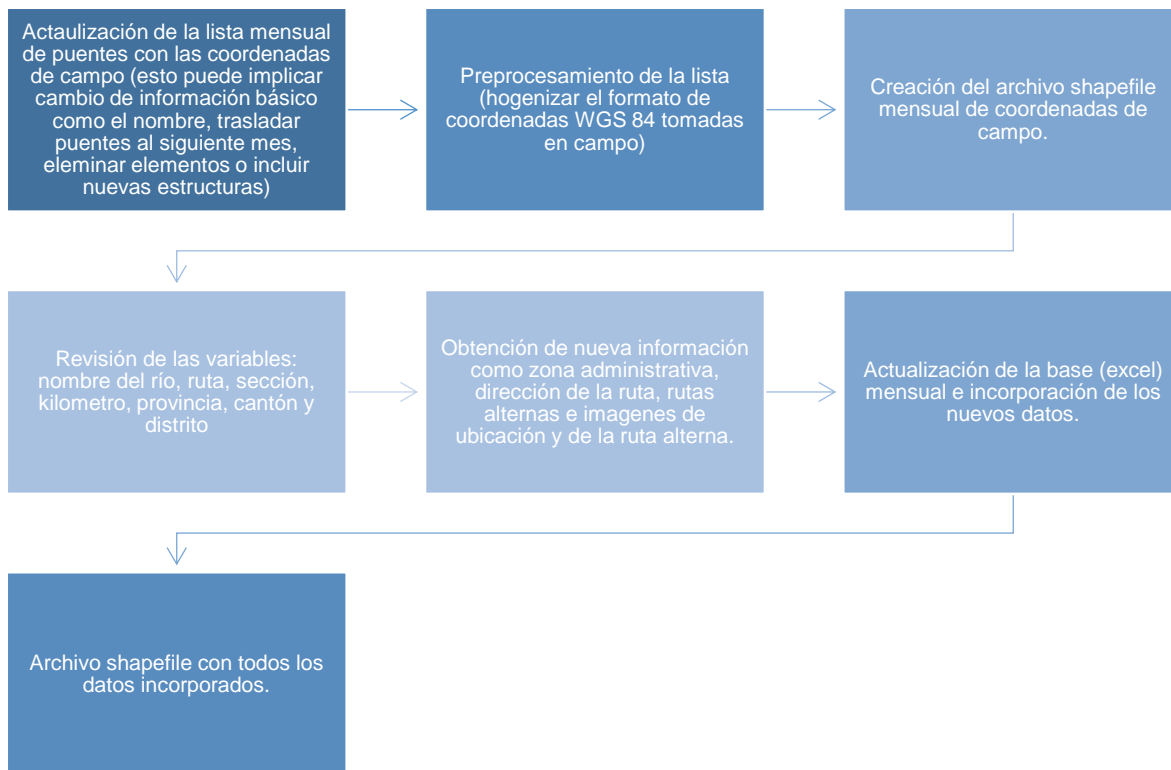 Actaulización de la lista mensual
de puentes con las coordenadas
de campo (esto puede implicar
cambio de información básico
como el nombre, trasladar
puentes al siguiente mes,
eleminar elementos o incluir
nuevas estructuras)
Preprocesamiento de la lista
(hogenizar el formato de
coordenadas WGS 84 tomadas
en campo)
Creación del archivo shapefile
mensual de coordenadas de
campo.
Revisión de las variables:
nombre del río, ruta, sección,
kilometro, provincia, cantón y
distrito
Obtención de nueva información
como zona administrativa,
dirección de la ruta, rutas
alternas e imagenes de
ubicación y de la ruta alterna.
Actualización de la base (excel)
mensual e incorporación de los
nuevos datos.
Archivo shapefile con todos los
datos incorporados.